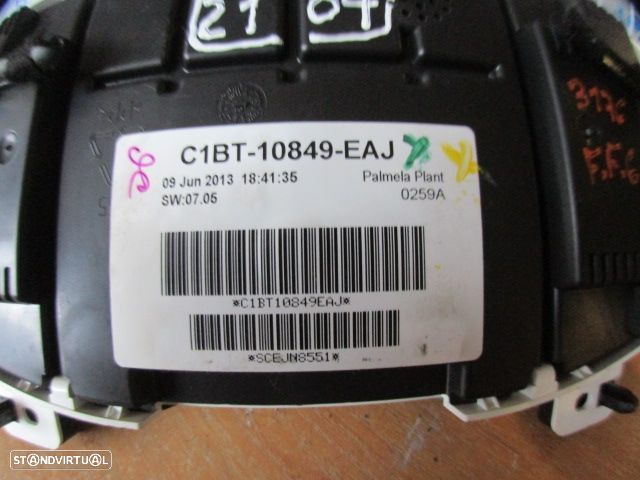 21 04
C1BT-10849-EAJ
09 Jun 2013 18:41:35
Palmela Plant
SW:07.05
0259A
*C1BT10849EAJ*
*SCEJN8551*
317c
F.F.G
STANDVIRTUAL